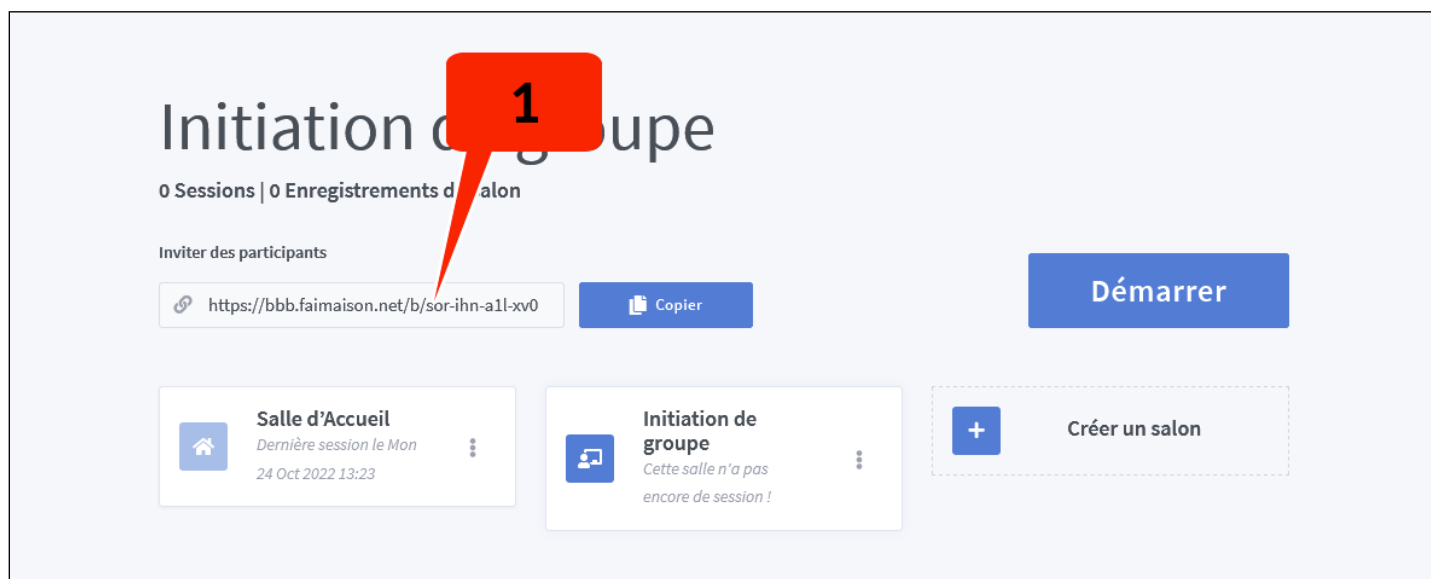 1
Initiation groupe
0 Sessions | 0 Enregistrements d salon
Inviter des participants
https://bbb.faimaison.net/b/sor-ihn-a1l-xv0
Copier
Démarrer
Salle d’Accueil
Dernière session le Mon
24 Oct 2022 13:23
Initiation de
groupe
Cette salle n'a pas
encore de session !
Créer un salon